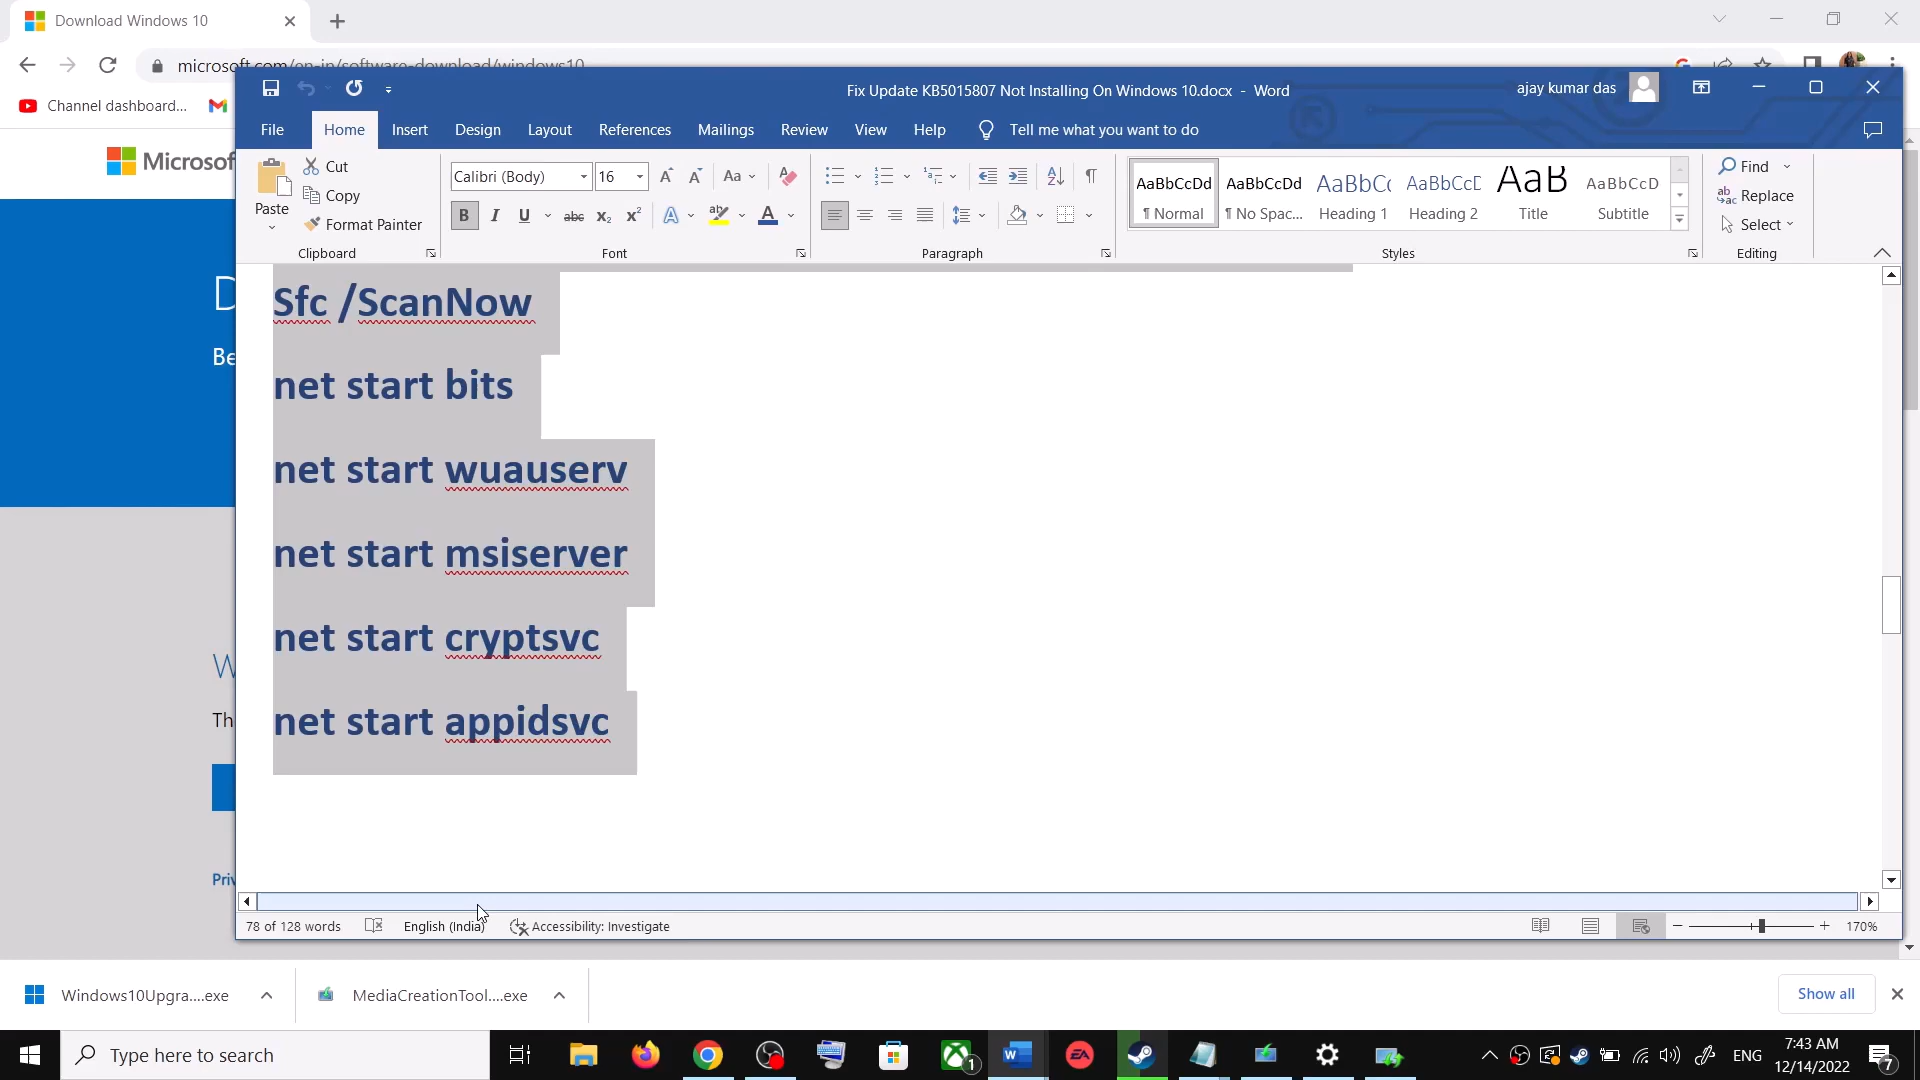 Download Windows 10
microsoft.com/en-in/software-download/windows10
Channel dashboard...
Fix Update KB5015807 Not Installing On Windows 10.docx - Word
ajay kumar das
File Home Insert Design Layout References Mailings Review View Help Tell me what you want to do
Microsof
Paste
Cut
Copy
Format Painter
Clipboard
Calibri (Body) 16
Font
Paragraph
AaBbCcDd AaBbCcDd AaBbCc AaBbCcD AaB AaBbCcD
¶ Normal ¶ No Spac... Heading 1 Heading 2 Title Subtitle
Styles
Find
Replace
Select
Editing
D
Be
W
Th
Priv
Sfc /ScanNow
net start bits
net start wuauserv
net start msiserver
net start cryptsvc
net start appidsvc
78 of 128 words English (India) Accessibility: Investigate 170%
Windows10Upgra....exe MediaCreationTool....exe Show all
Type here to search
1
ENG
7:43 AM
12/14/2022
7